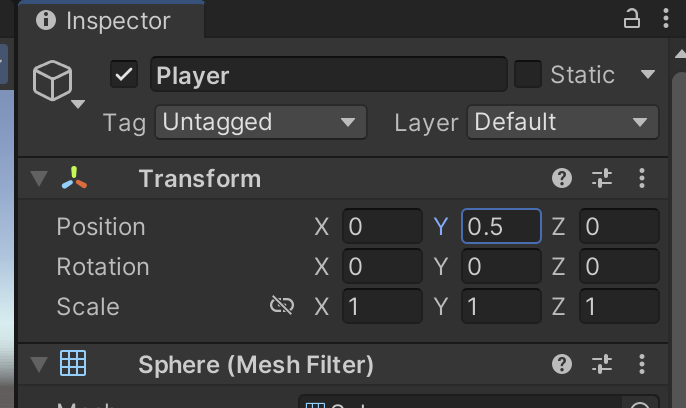 Inspector
Player Static
Tag Untagged Layer Default
Transform
Position X 0 Y 0.5 Z 0
Rotation X 0 Y 0 Z 0
Scale X 1 Y 1 Z 1
Sphere (Mesh Filter)